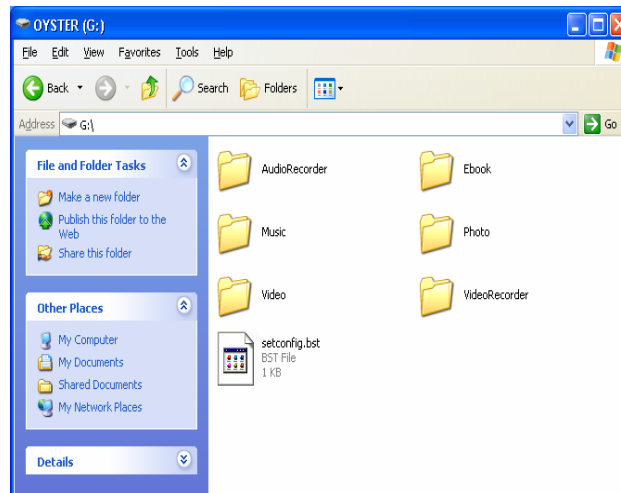 OYSTER (G:)
File Edit View Favorites Tools Help
Back Search Folders
Address G:\ Go
File and Folder Tasks
Make a new folder
Publish this folder to the
Web
Share this folder
Other Places
My Computer
My Documents
Shared Documents
My Network Places
Details
AudioRecorder Ebook
Music Photo
Video VideoRecorder
setconfig.bst
BST File
1 KB